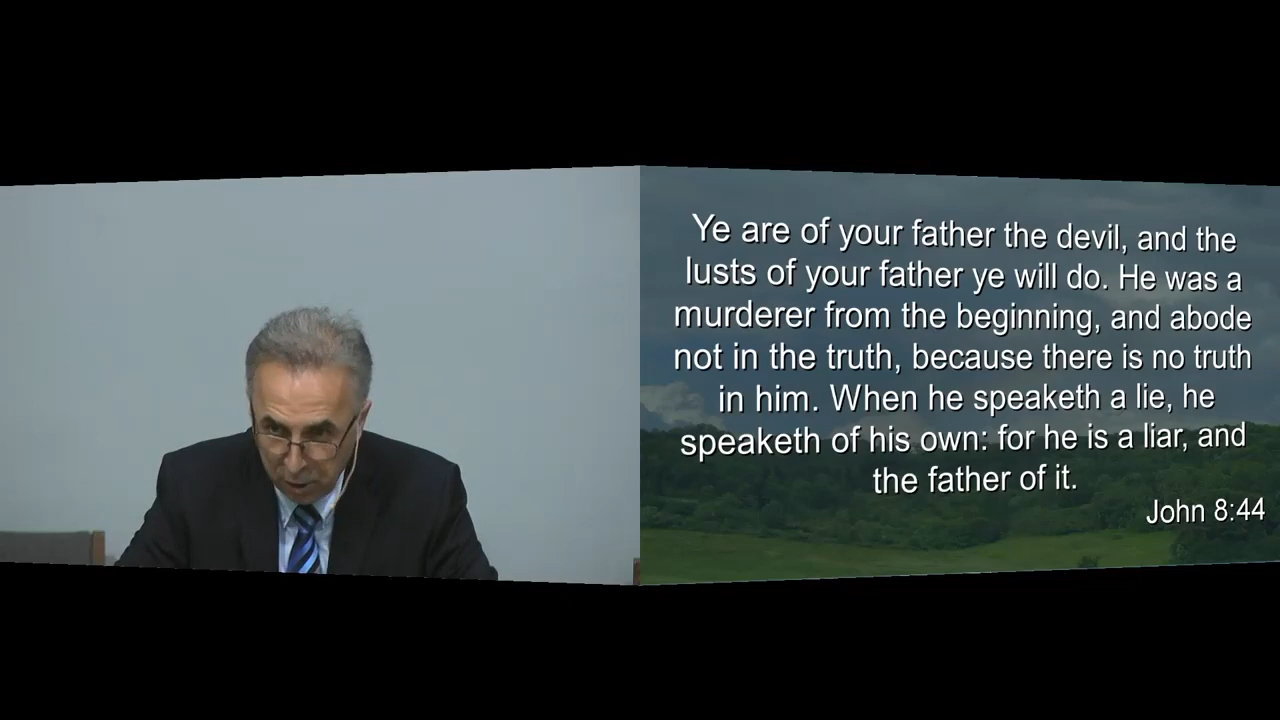 Ye are of your father the devil, and the
lusts of your father ye will do. He was a
murderer from the beginning, and abode
not in the truth, because there is no truth
in him. When he speaketh a lie, he
speaketh of his own: for he is a liar, and
the father of it.
John 8:44